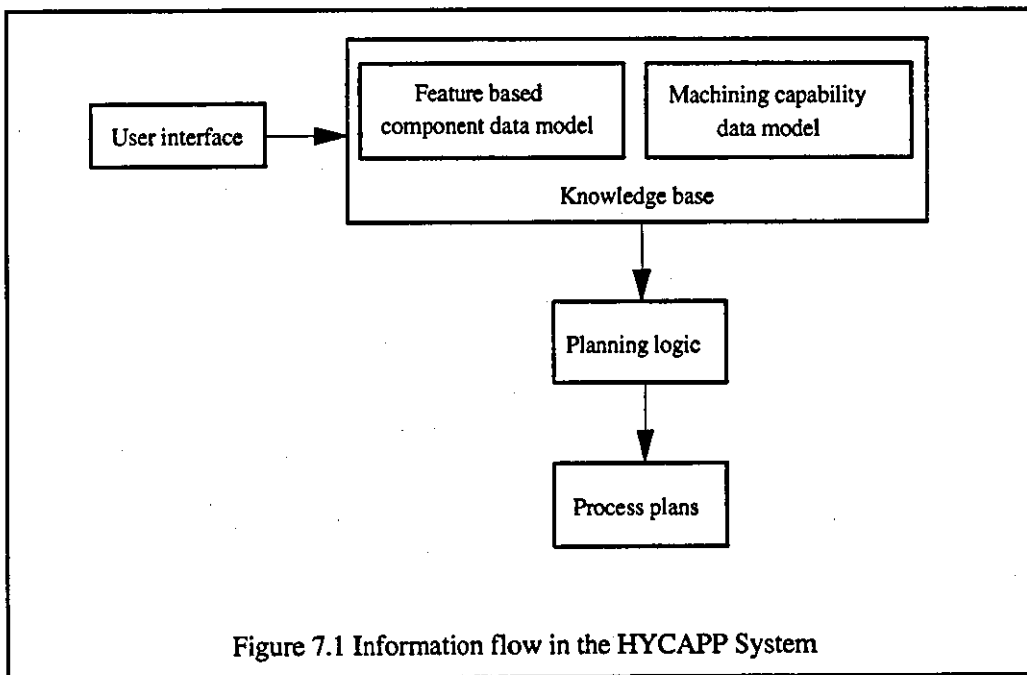 User interface
Feature based
component data model
Machining capability
data model
Knowledge base
Planning logic
Process plans
Figure 7.1 Information flow in the HYCAPP System